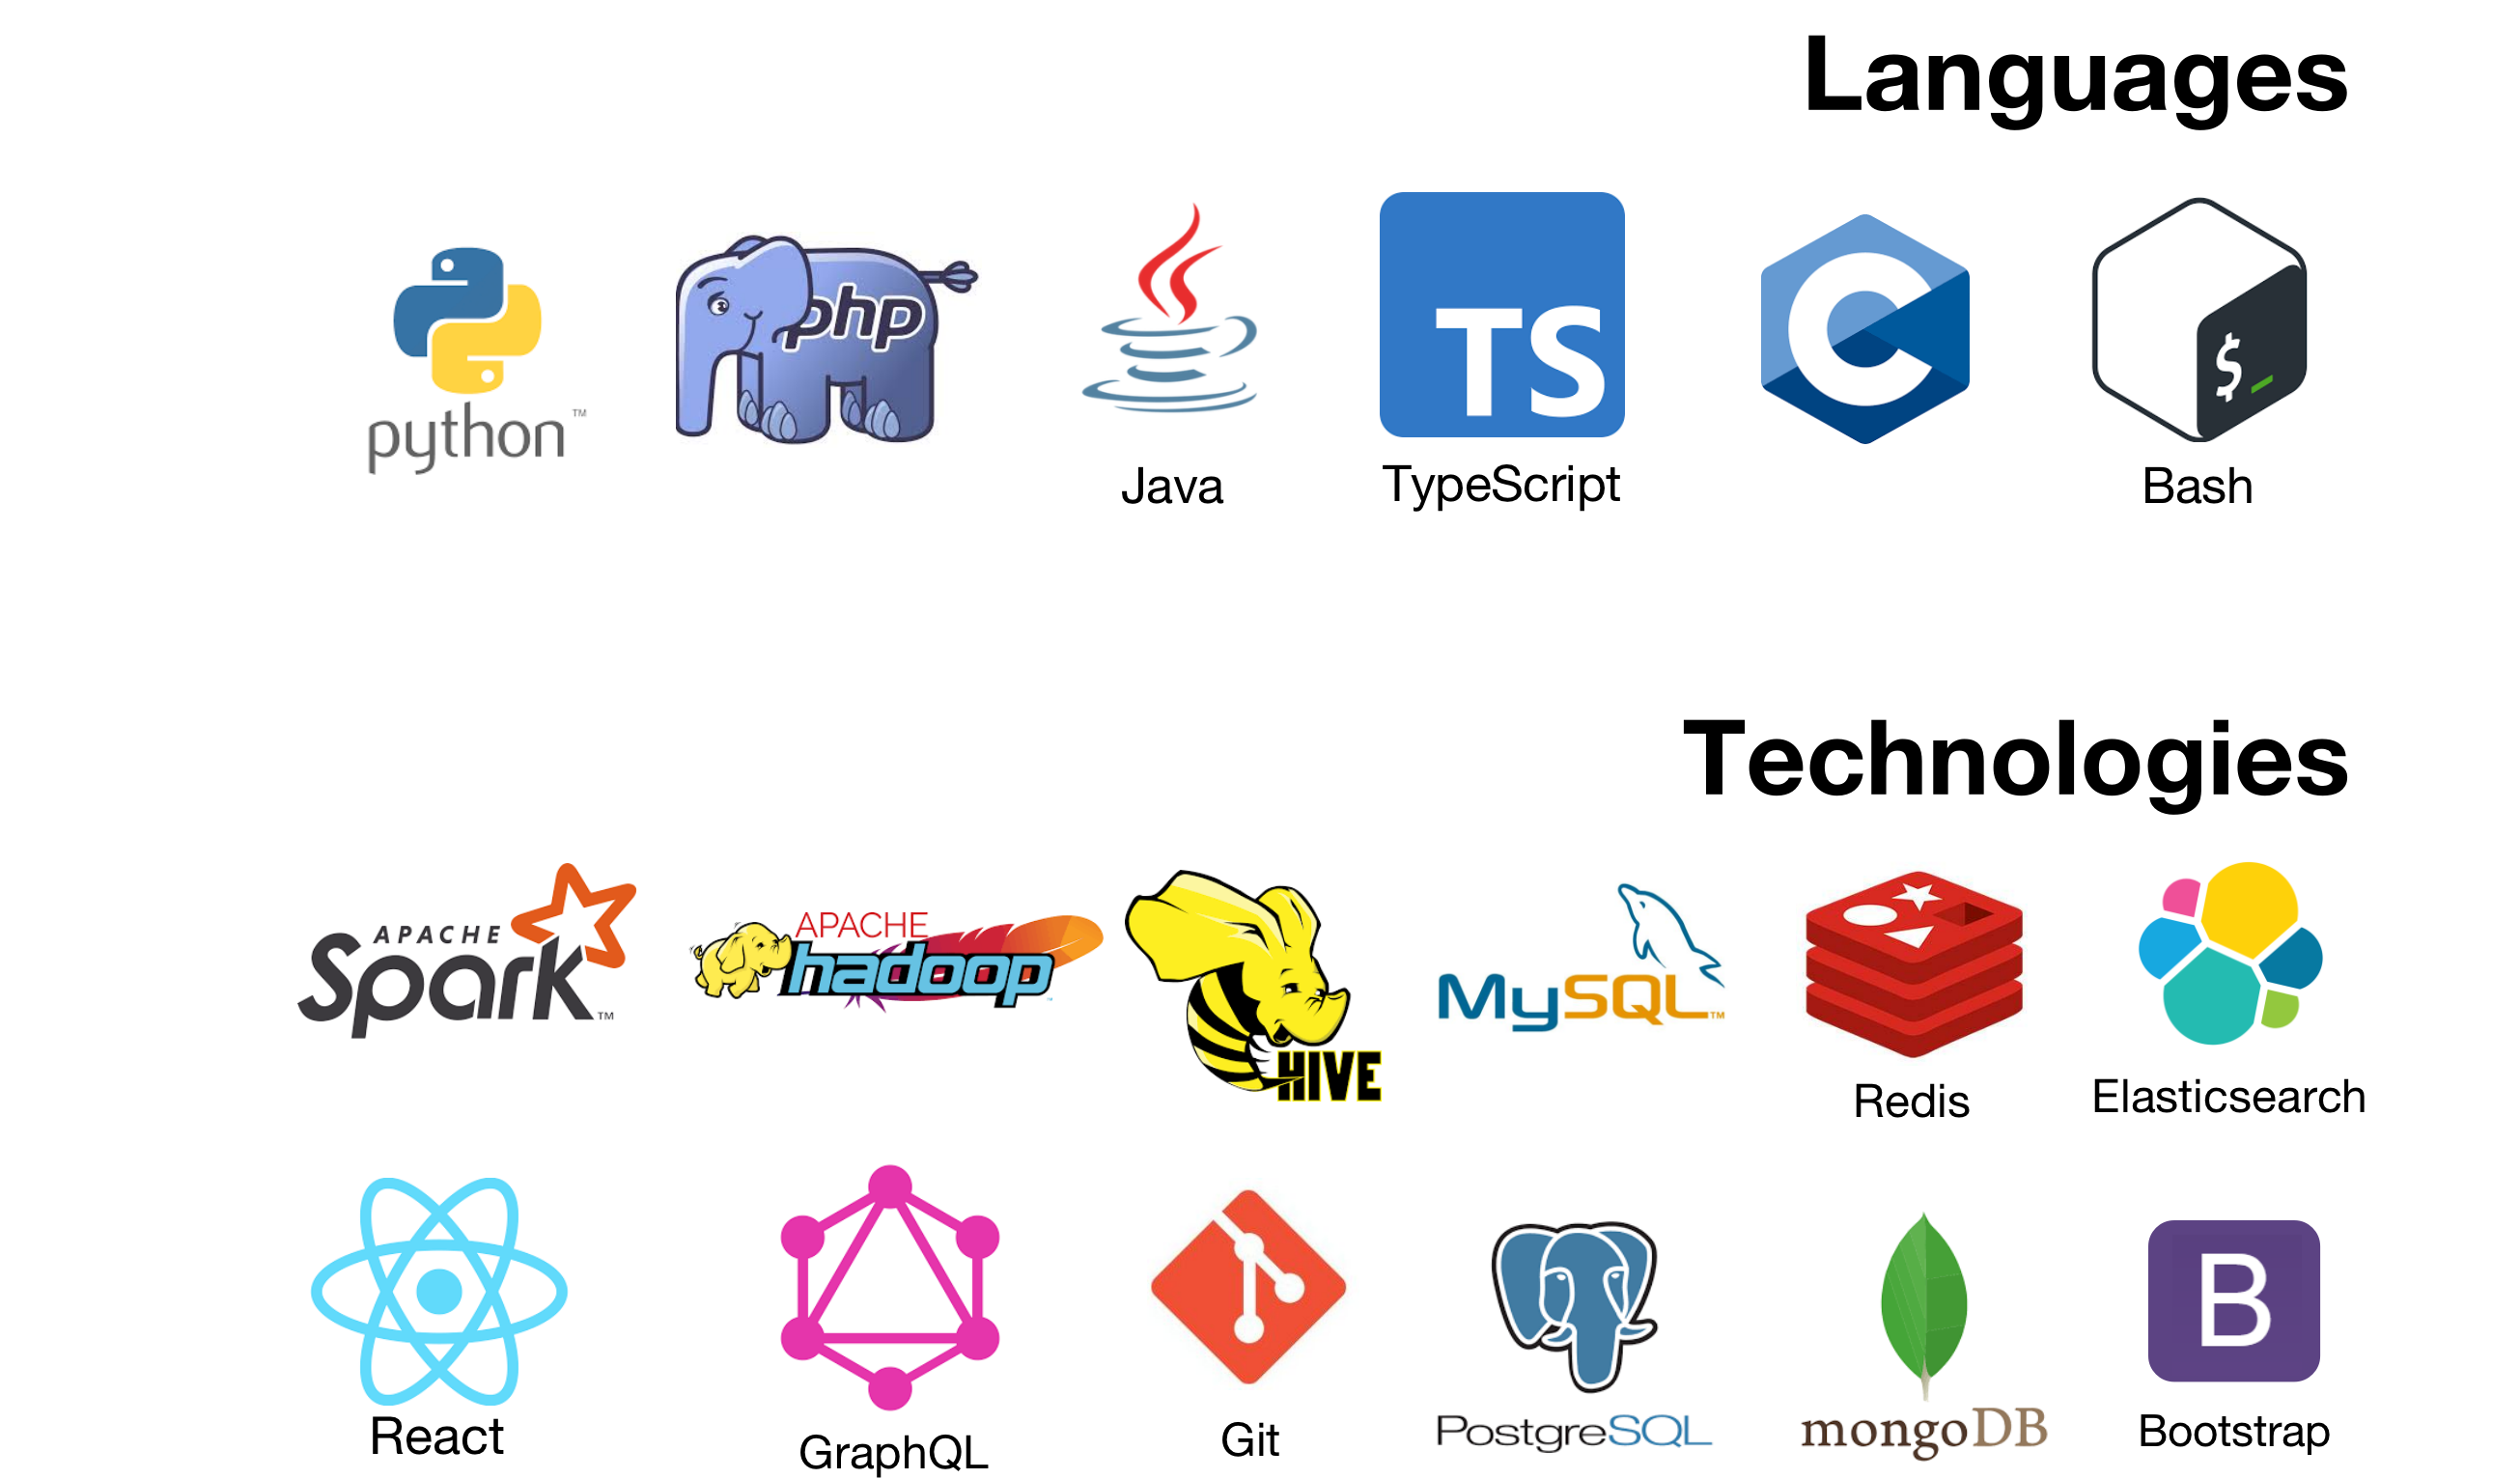 Languages
python™
php
TS
C
$_
Java
TypeScript
Bash
Technologies
APACHE
Spark™
APACHE
hadoop
HIVE
MySQL™
Redis
Elasticsearch
React
GraphQL
Git
PostgreSQL
mongoDB
B
Bootstrap